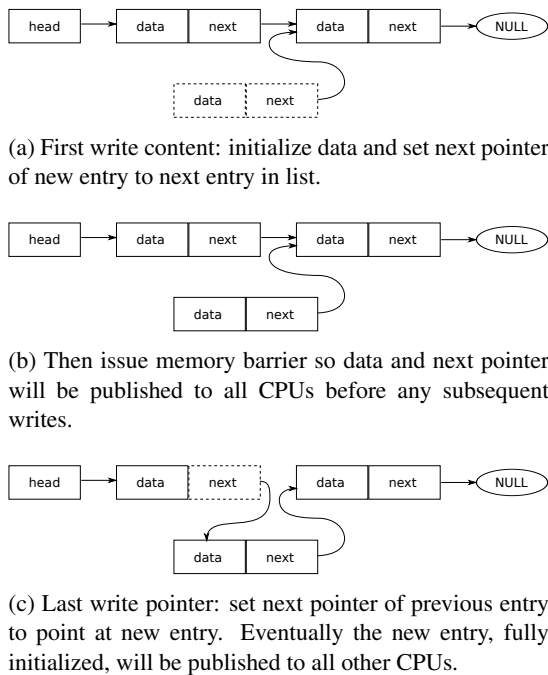 head data next data next NULL
data next
(a) First write content: initialize data and set next pointer
of new entry to next entry in list.
head data next data next NULL
data next
(b) Then issue memory barrier so data and next pointer
will be published to all CPUs before any subsequent
writes.
head data next data next NULL
data next
(c) Last write pointer: set next pointer of previous entry
to point at new entry. Eventually the new entry, fully
initialized, will be published to all other CPUs.